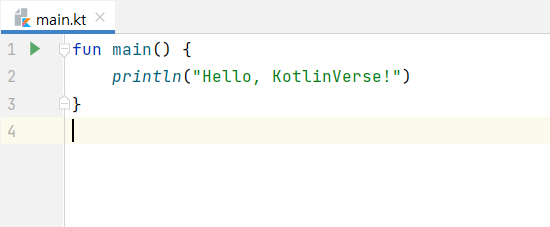 main.kt
1 fun main() {
2     println("Hello, KotlinVerse!")
3 }
4